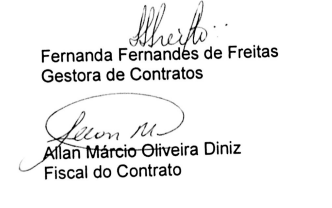 Fernanda Fernandes de Freitas
Gestora de Contratos
Allan Márcio Oliveira Diniz
Fiscal do Contrato